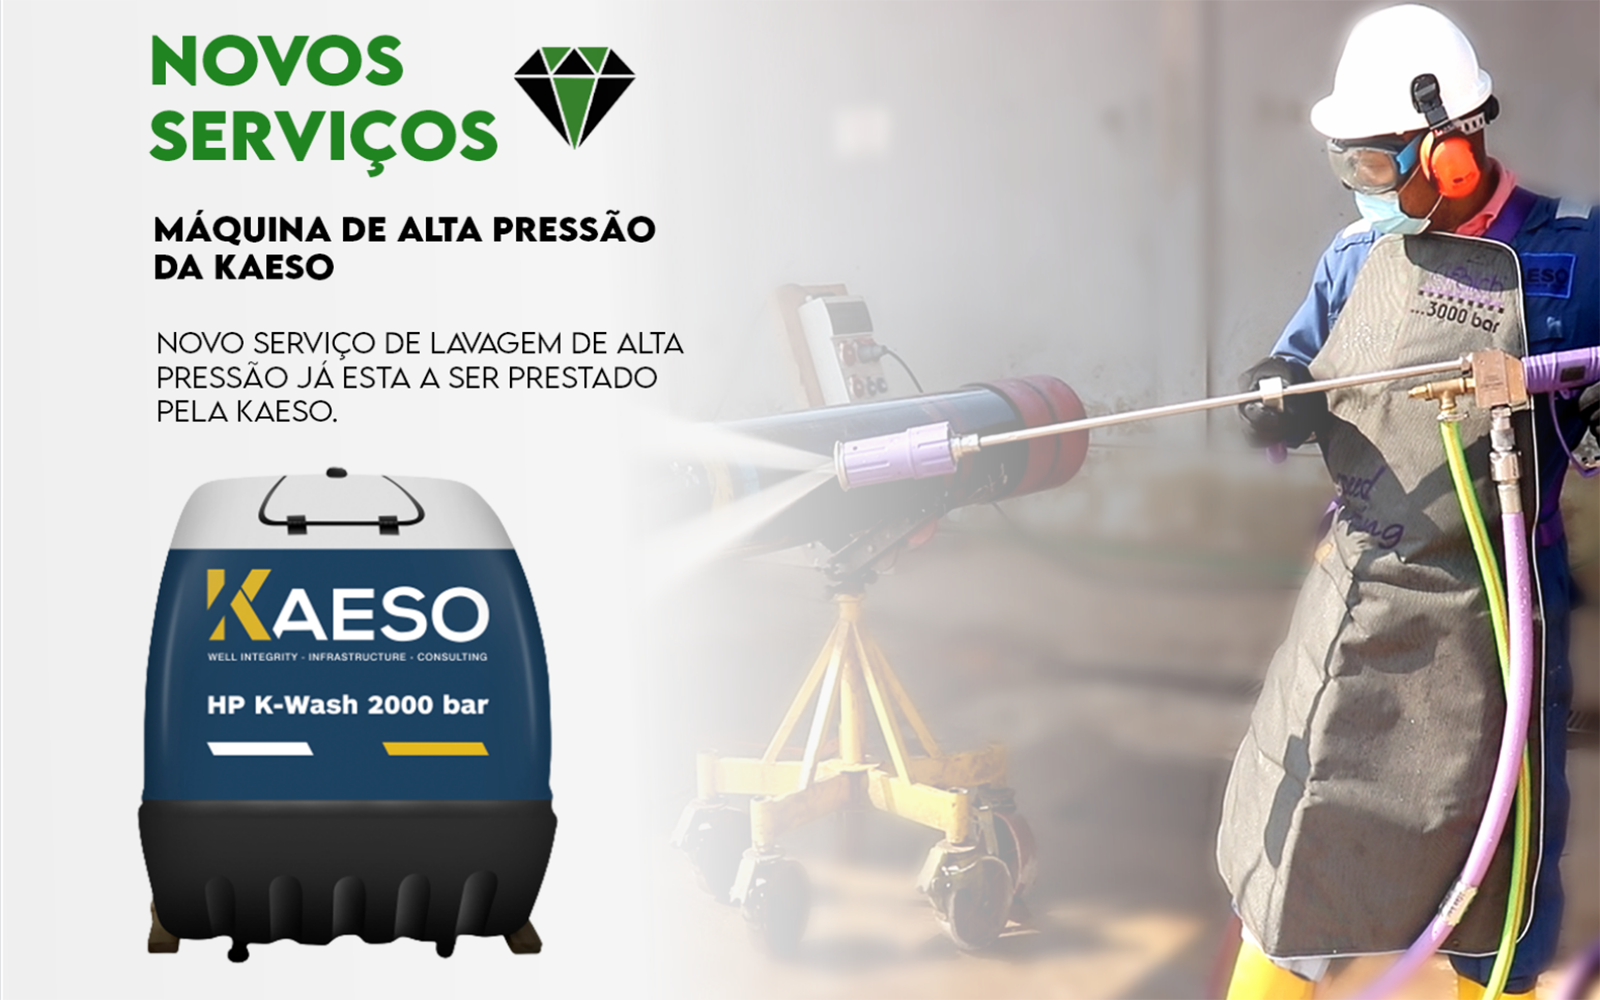 NOVOS
SERVIÇOS
MÁQUINA DE ALTA PRESSÃO
DA KAESO
NOVO SERVIÇO DE LAVAGEM DE ALTA
PRESSÃO JÁ ESTA A SER PRESTADO
PELA KAESO.
KAESO
WELL INTEGRITY - INFRASTRUCTURE - CONSULTING
HP K-Wash 2000 bar
...3000 bar